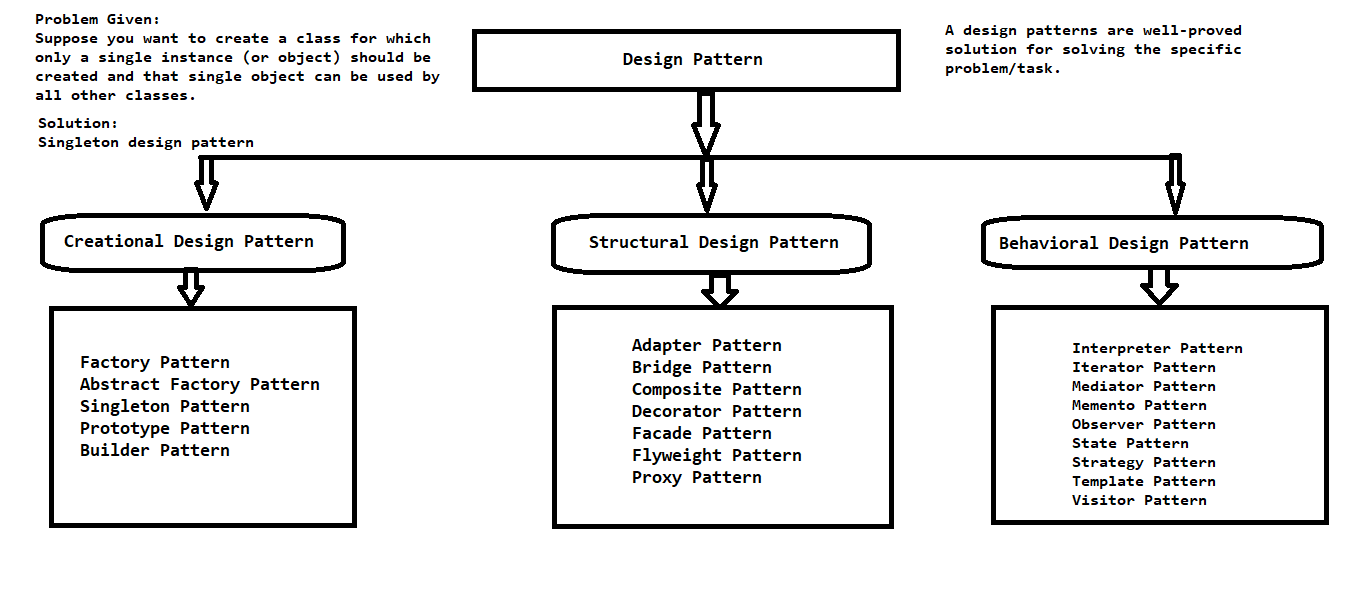 Problem Given:
Suppose you want to create a class for which
only a single instance (or object) should be
created and that single object can be used by
all other classes.
Solution:
Singleton design pattern
Design Pattern
A design patterns are well-proved
solution for solving the specific
problem/task.
Creational Design Pattern
Factory Pattern
Abstract Factory Pattern
Singleton Pattern
Prototype Pattern
Builder Pattern
Structural Design Pattern
Adapter Pattern
Bridge Pattern
Composite Pattern
Decorator Pattern
Facade Pattern
Flyweight Pattern
Proxy Pattern
Behavioral Design Pattern
Interpreter Pattern
Iterator Pattern
Mediator Pattern
Memento Pattern
Observer Pattern
State Pattern
Strategy Pattern
Template Pattern
Visitor Pattern